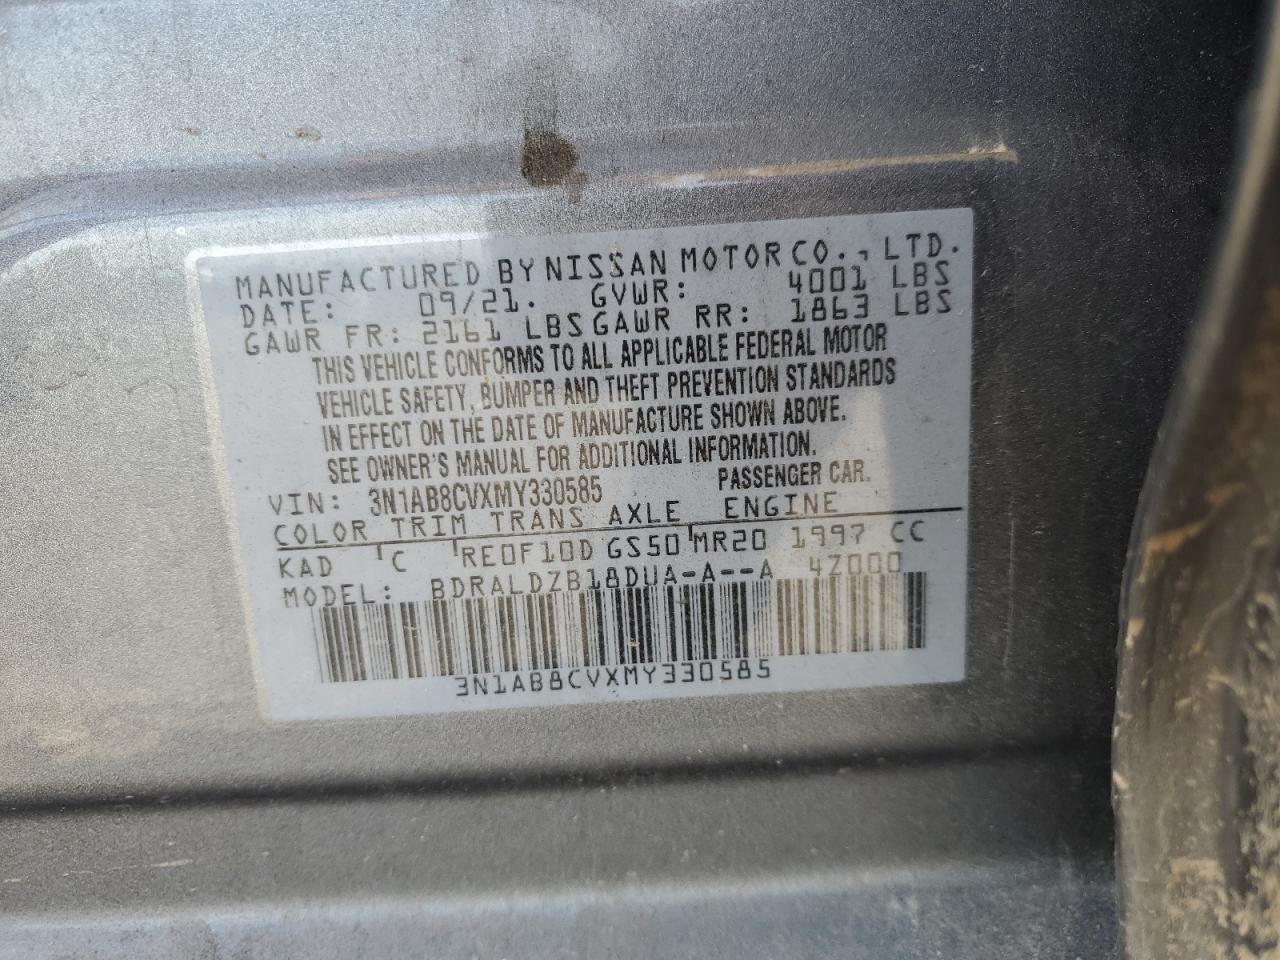 MANUFACTURED BY NISSAN MOTOR CO., LTD.
DATE: 09/21. GVWR: 4001 LBS
GAWR FR: 2161 LBS GAWR RR: 1863 LBS
THIS VEHICLE CONFORMS TO ALL APPLICABLE FEDERAL MOTOR
VEHICLE SAFETY, BUMPER AND THEFT PREVENTION STANDARDS
IN EFFECT ON THE DATE OF MANUFACTURE SHOWN ABOVE.
SEE OWNER'S MANUAL FOR ADDITIONAL INFORMATION.
VIN: 3N1AB8CVXMY330585 PASSENGER CAR.
COLOR TRIM TRANS AXLE ENGINE
KAD C RE0F10D GS50 MR20 1997 CC
MODEL: BDRALDZB18DUA-A--A 4Z000
3N1AB8CVXMY330585